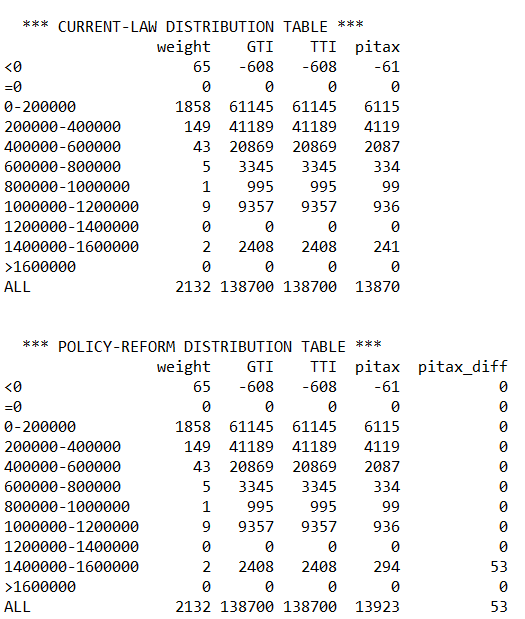 *** CURRENT-LAW DISTRIBUTION TABLE ***
weight GTI TTI pitax
<0 65 -608 -608 -61
=0 0 0 0 0
0-200000 1858 61145 61145 6115
200000-400000 149 41189 41189 4119
400000-600000 43 20869 20869 2087
600000-800000 5 3345 3345 334
800000-1000000 1 995 995 99
1000000-1200000 9 9357 9357 936
1200000-1400000 0 0 0 0
1400000-1600000 2 2408 2408 241
>1600000 0 0 0 0
ALL 2132 138700 138700 13870
*** POLICY-REFORM DISTRIBUTION TABLE ***
weight GTI TTI pitax pitax_diff
<0 65 -608 -608 -61 0
=0 0 0 0 0 0
0-200000 1858 61145 61145 6115 0
200000-400000 149 41189 41189 4119 0
400000-600000 43 20869 20869 2087 0
600000-800000 5 3345 3345 334 0
800000-1000000 1 995 995 99 0
1000000-1200000 9 9357 9357 936 0
1200000-1400000 0 0 0 0 0
1400000-1600000 2 2408 2408 294 53
>1600000 0 0 0 0 0
ALL 2132 138700 138700 13923 53